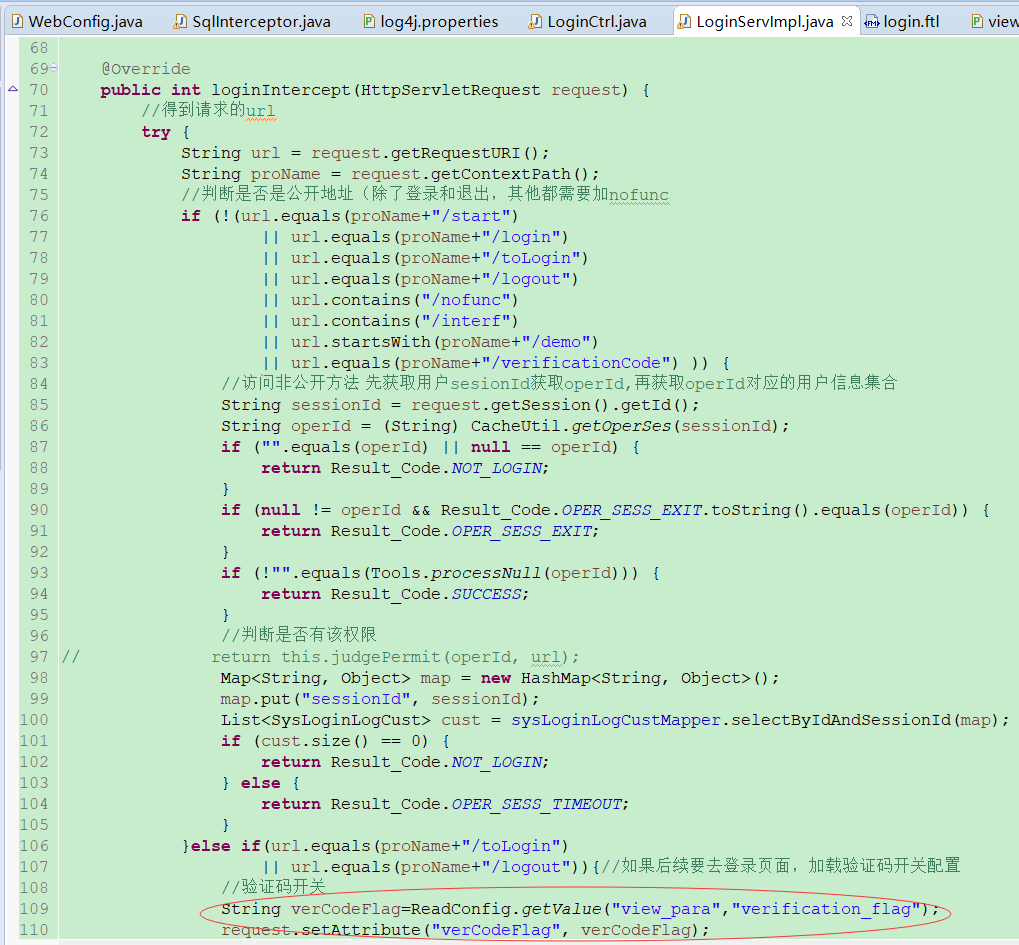 WebConfig.java SqlInterceptor.java log4j.properties LoginCtrl.java LoginServImpl.java login.ftl view
68
69 @Override
70 public int loginIntercept(HttpServletRequest request) {
71 //得到请求的url
72 try {
73 String url = request.getRequestURI();
74 String proName = request.getContextPath();
75 //判断是否是公开地址（除了登录和退出，其他都需要加nofunc
76 if (!(url.equals(proName+"/start")
77 || url.equals(proName+"/login")
78 || url.equals(proName+"/toLogin")
79 || url.equals(proName+"/logout")
80 || url.contains("/nofunc")
81 || url.contains("/interf")
82 || url.startsWith(proName+"/demo")
83 || url.equals(proName+"/verificationCode") )) {
84 //访问非公开方法 先获取用户sesionId获取operId,再获取operId对应的用户信息集合
85 String sessionId = request.getSession().getId();
86 String operId = (String) CacheUtil.getOperSes(sessionId);
87 if ("".equals(operId) || null == operId) {
88 return Result_Code.NOT_LOGIN;
89 }
90 if (null != operId && Result_Code.OPER_SESS_EXIT.toString().equals(operId)) {
91 return Result_Code.OPER_SESS_EXIT;
92 }
93 if (!"".equals(Tools.processNull(operId))) {
94 return Result_Code.SUCCESS;
95 }
96 //判断是否有该权限
97 // return this.judgePermit(operId, url);
98 Map<String, Object> map = new HashMap<String, Object>();
99 map.put("sessionId", sessionId);
100 List<SysLoginLogCust> cust = sysLoginLogCustMapper.selectByIdAndSessionId(map);
101 if (cust.size() == 0) {
102 return Result_Code.NOT_LOGIN;
103 } else {
104 return Result_Code.OPER_SESS_TIMEOUT;
105 }
106 }else if(url.equals(proName+"/toLogin")
107 || url.equals(proName+"/logout")){//如果后续要去登录页面，加载验证码开关配置
108 //验证码开关
109 String verCodeFlag=ReadConfig.getValue("view_para","verification_flag");
110 request.setAttribute("verCodeFlag", verCodeFlag);